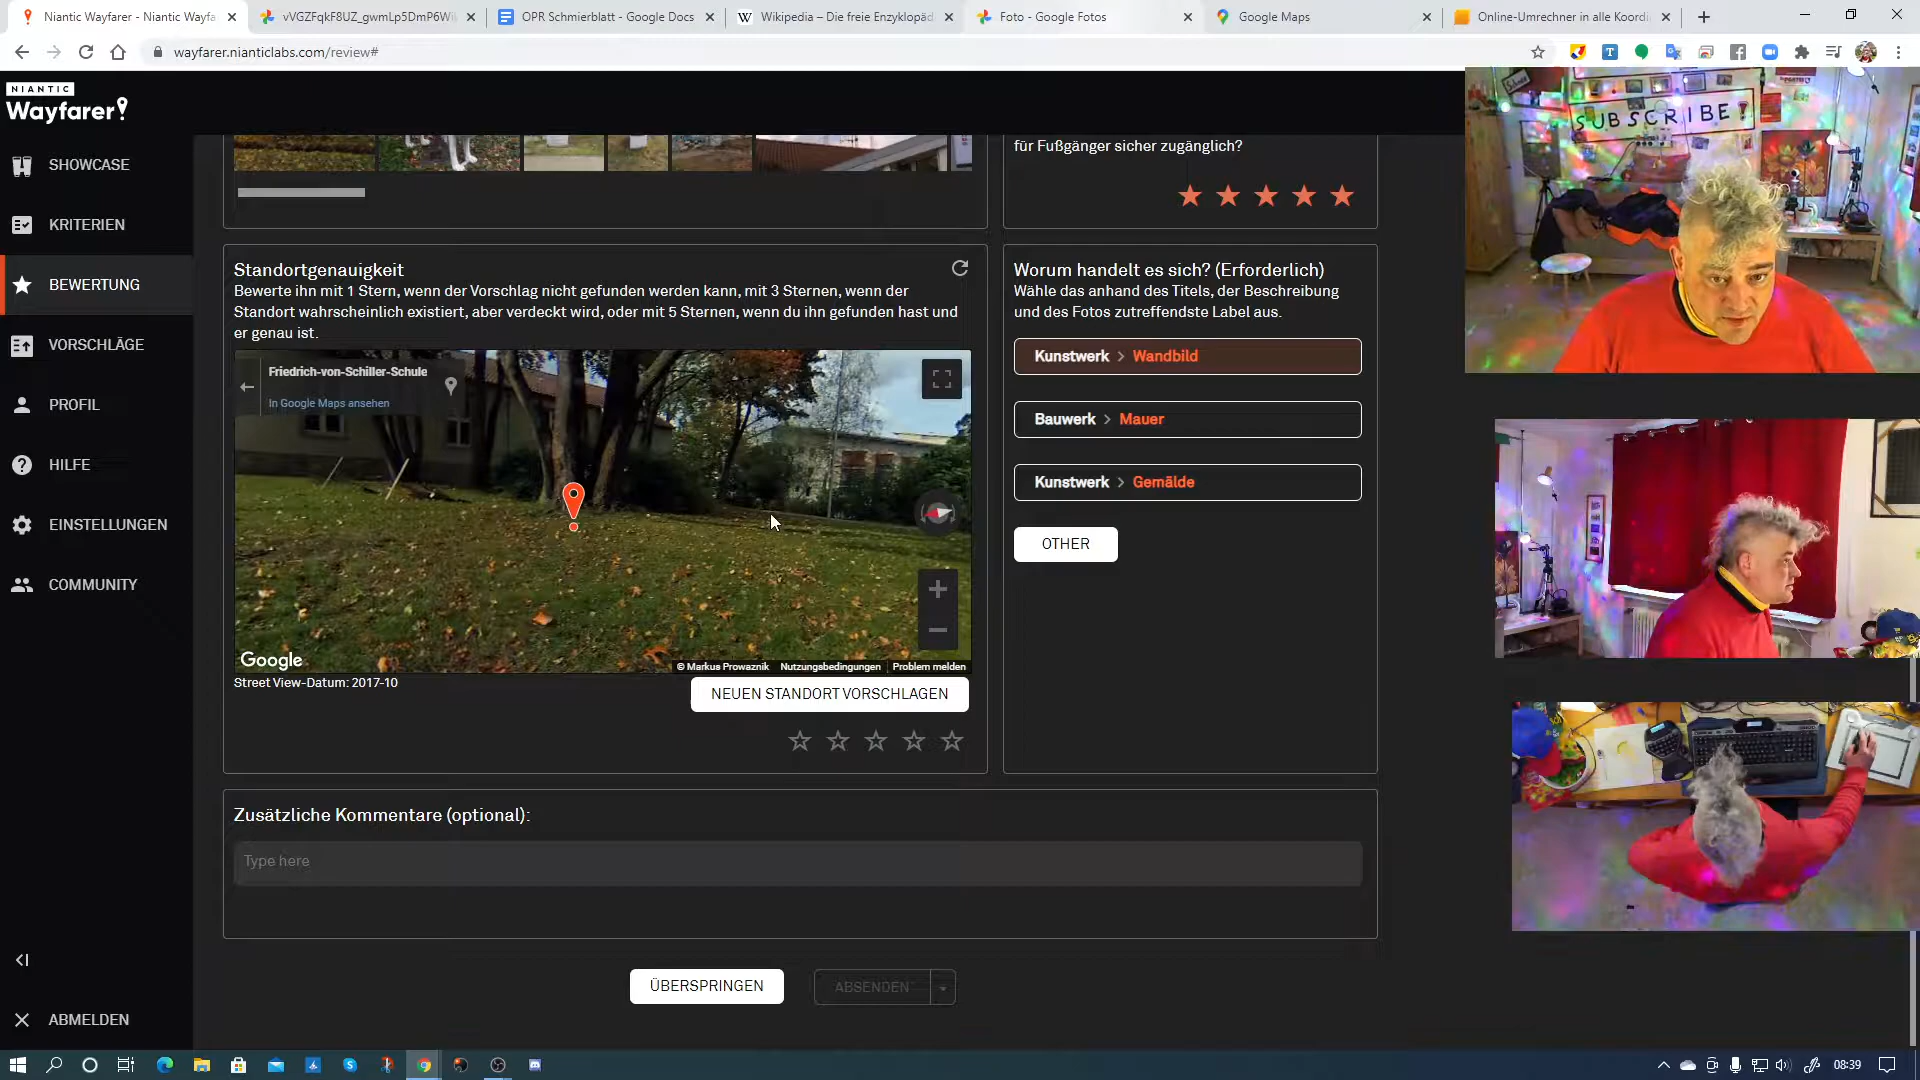 Niantic Wayfarer - Niantic Wayfa
vVGZFqkF8UZ_gwmLp5DmP6W
OPR Schmierblatt - Google Docs
Wikipedia – Die freie Enzyklopäd
Foto - Google Fotos
Google Maps
Online-Umrechner in alle Koordi
wayfarer.nianticlabs.com/review#
NIANTIC
Wayfarer
SHOWCASE
KRITERIEN
BEWERTUNG
VORSCHLÄGE
PROFIL
HILFE
EINSTELLUNGEN
COMMUNITY
ABMELDEN
für Fußgänger sicher zugänglich?
Standortgenauigkeit
Bewerte ihn mit 1 Stern, wenn der Vorschlag nicht gefunden werden kann, mit 3 Sternen, wenn der
Standort wahrscheinlich existiert, aber verdeckt wird, oder mit 5 Sternen, wenn du ihn gefunden hast und
er genau ist.
Friedrich-von-Schiller-Schule
In Google Maps ansehen
Google
© Markus Prowaznik Nutzungsbedingungen Problem melden
Street View-Datum: 2017-10
NEUEN STANDORT VORSCHLAGEN
Worum handelt es sich? (Erforderlich)
Wähle das anhand des Titels, der Beschreibung
und des Fotos zutreffendste Label aus.
Kunstwerk > Wandbild
Bauwerk > Mauer
Kunstwerk > Gemälde
OTHER
Zusätzliche Kommentare (optional):
Type here
ÜBERSPRINGEN
ABSENDEN
SUBSCRIBE!
08:39